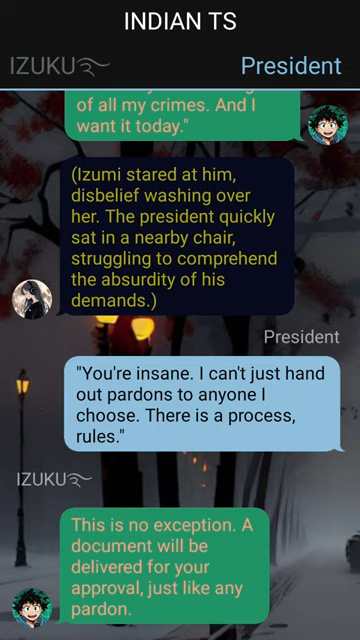 INDIAN TS
IZUKU࿐
President
of all my crimes. And I
want it today."
(Izumi stared at him,
disbelief washing over
her. The president quickly
sat in a nearby chair,
struggling to comprehend
the absurdity of his
demands.)
President
"You're insane. I can't just hand
out pardons to anyone I
choose. There is a process,
rules."
IZUKU࿐
This is no exception. A
document will be
delivered for your
approval, just like any
pardon.